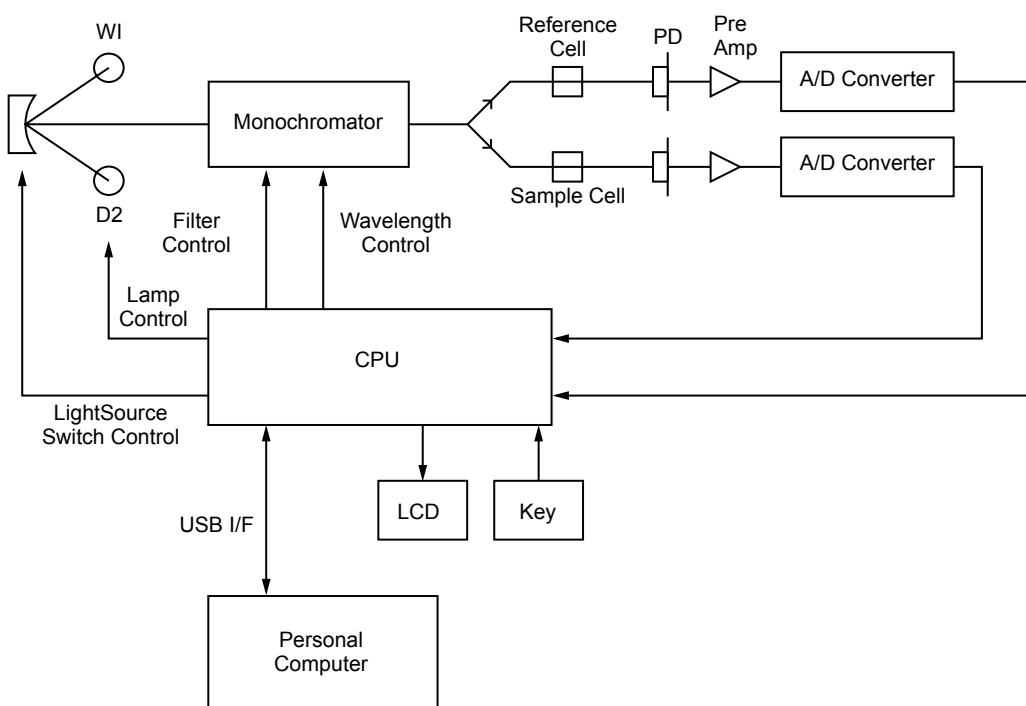 WI
Reference
Cell
PD
Pre
Amp
A/D Converter
Monochromator
A/D Converter
Sample Cell
D2
Filter
Control
Wavelength
Control
Lamp
Control
CPU
LightSource
Switch Control
LCD
Key
USB I/F
Personal
Computer